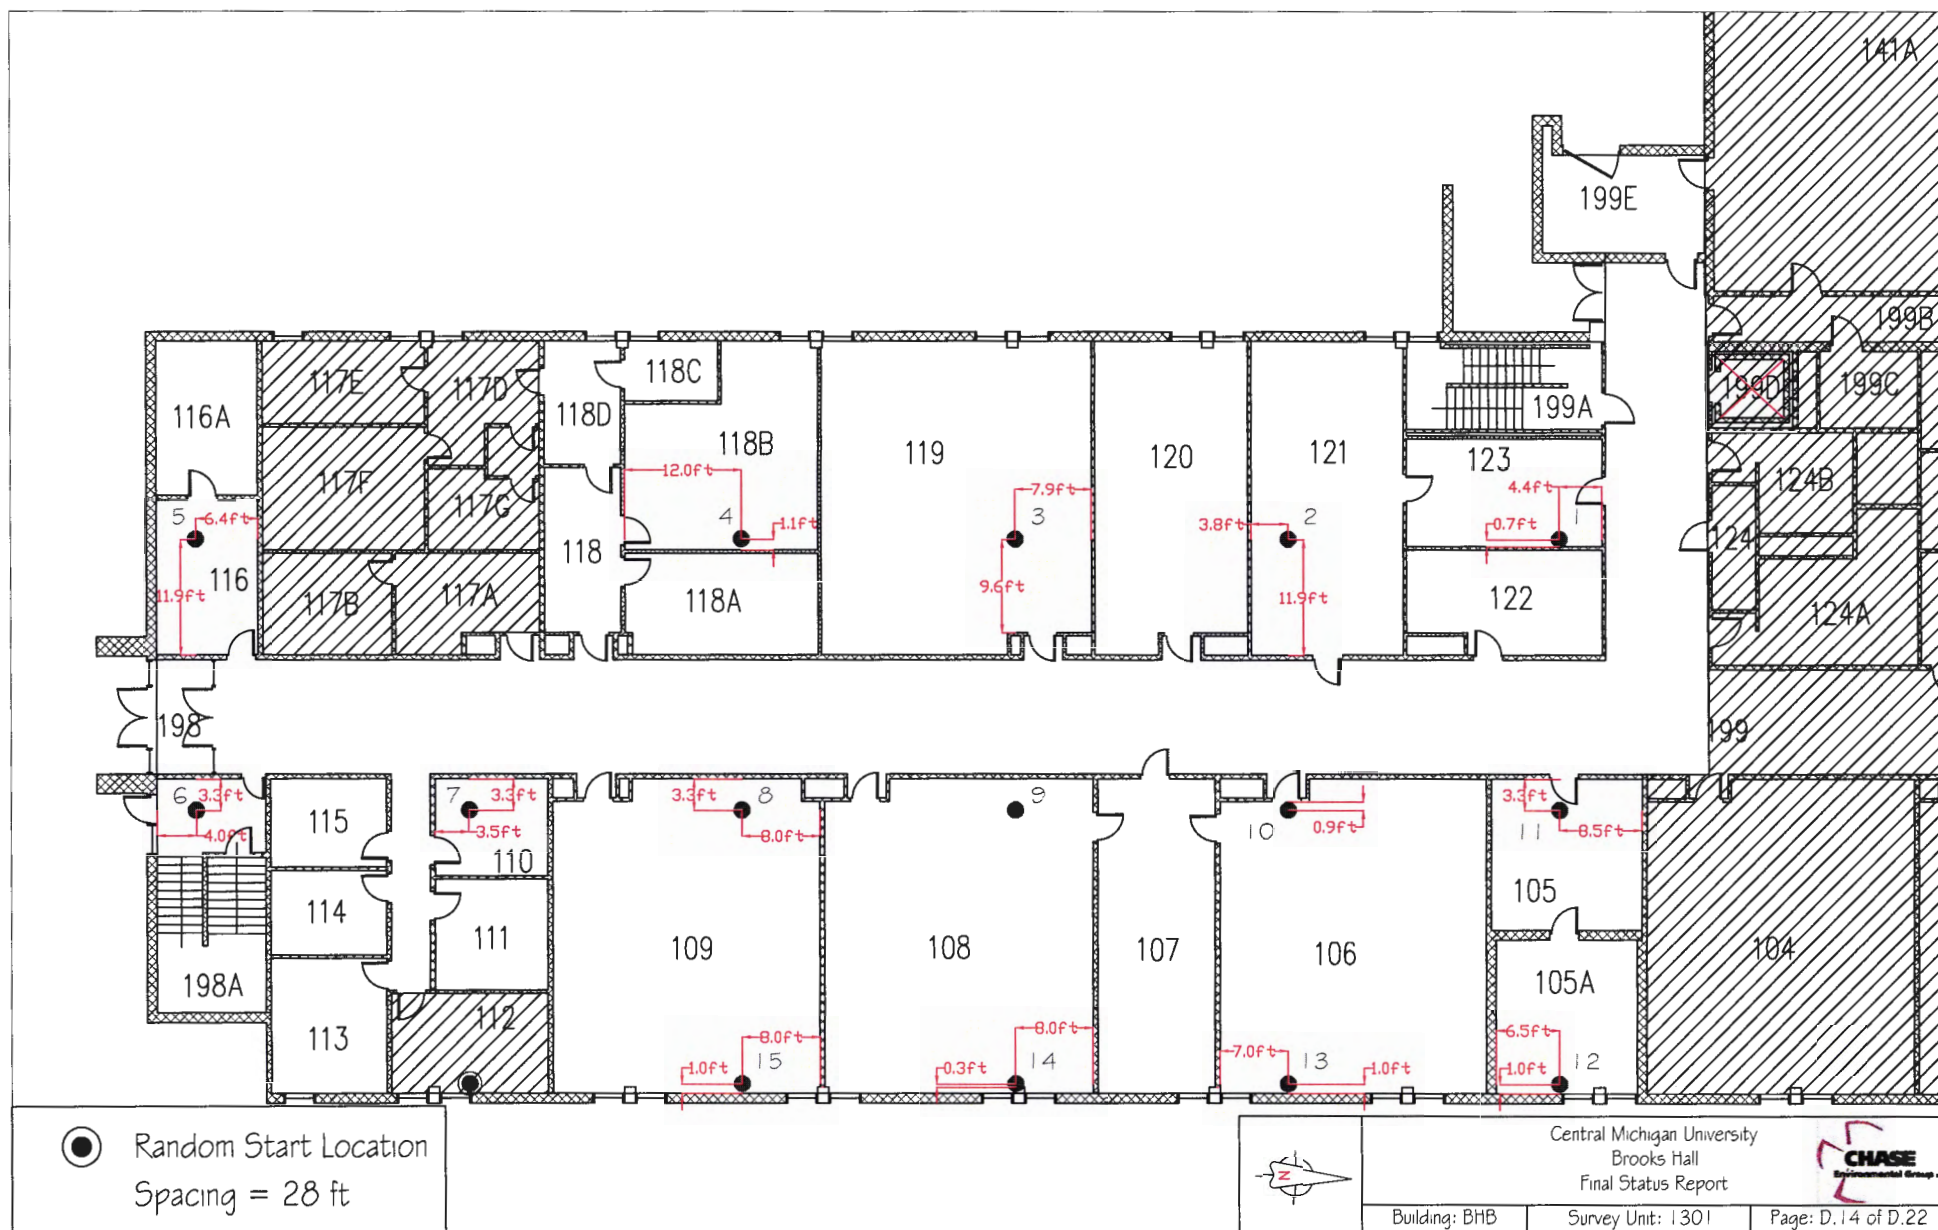 141A
199E
199B
117E
117D
118C
199D
199C
116A
118D
199A
118B
119
120
121
123
12.0ft
117F
124B
7.9ft
4.4ft
117G
5
6.4ft
4
1.1ft
3
3.8ft
2
0.7ft
1
118
124
116
11.9ft
117B
117A
118A
9.6ft
11.9ft
122
124A
198
199
6
3.3ft
7
3.3ft
3.3ft
8
9
10
3.3ft
11
4.0ft
3.5ft
8.0ft
0.9ft
8.5ft
115
110
105
114
111
109
108
107
106
104
198A
105A
112
113
8.0ft
8.0ft
6.5ft
1.0ft
15
0.3ft
14
7.0ft
13
1.0ft
1.0ft
12
Random Start Location
Spacing = 28 ft
N
Central Michigan University
Brooks Hall
Final Status Report
CHASE
Environmental Group
Building: BHB
Survey Unit: 1301
Page: D.14 of D.22